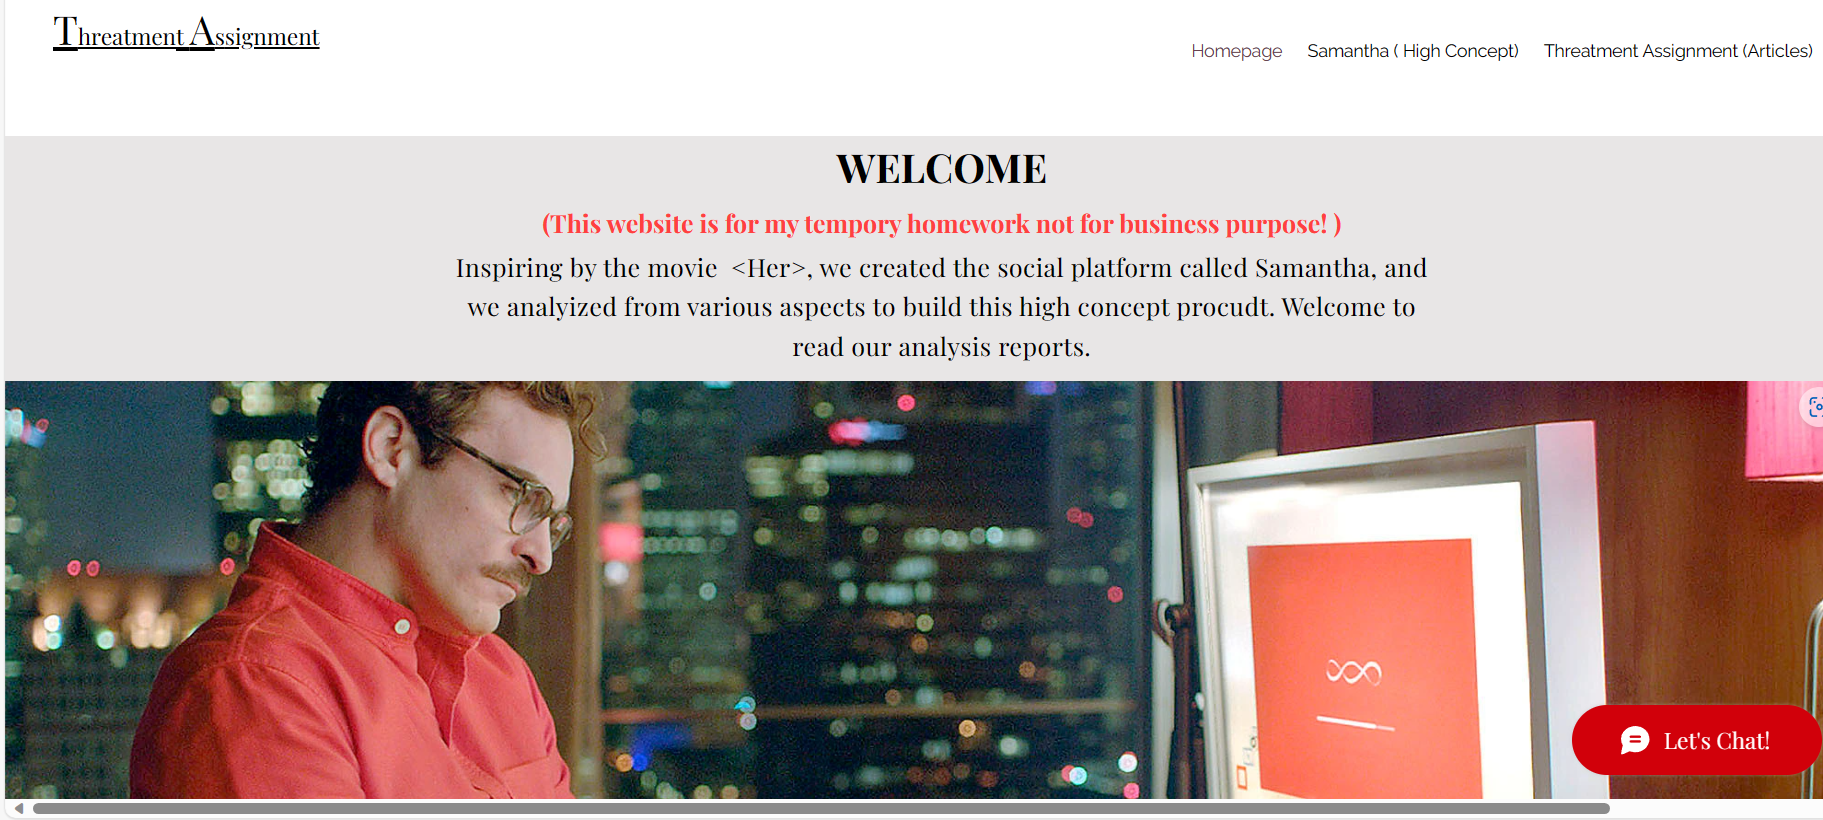 Threatment Assignment
Homepage Samantha ( High Concept) Threatment Assignment (Articles)
WELCOME
(This website is for my tempory homework not for business purpose! )
Inspiring by the movie <Her>, we created the social platform called Samantha, and
we analyized from various aspects to build this high concept procudt. Welcome to
read our analysis reports.
Let's Chat!